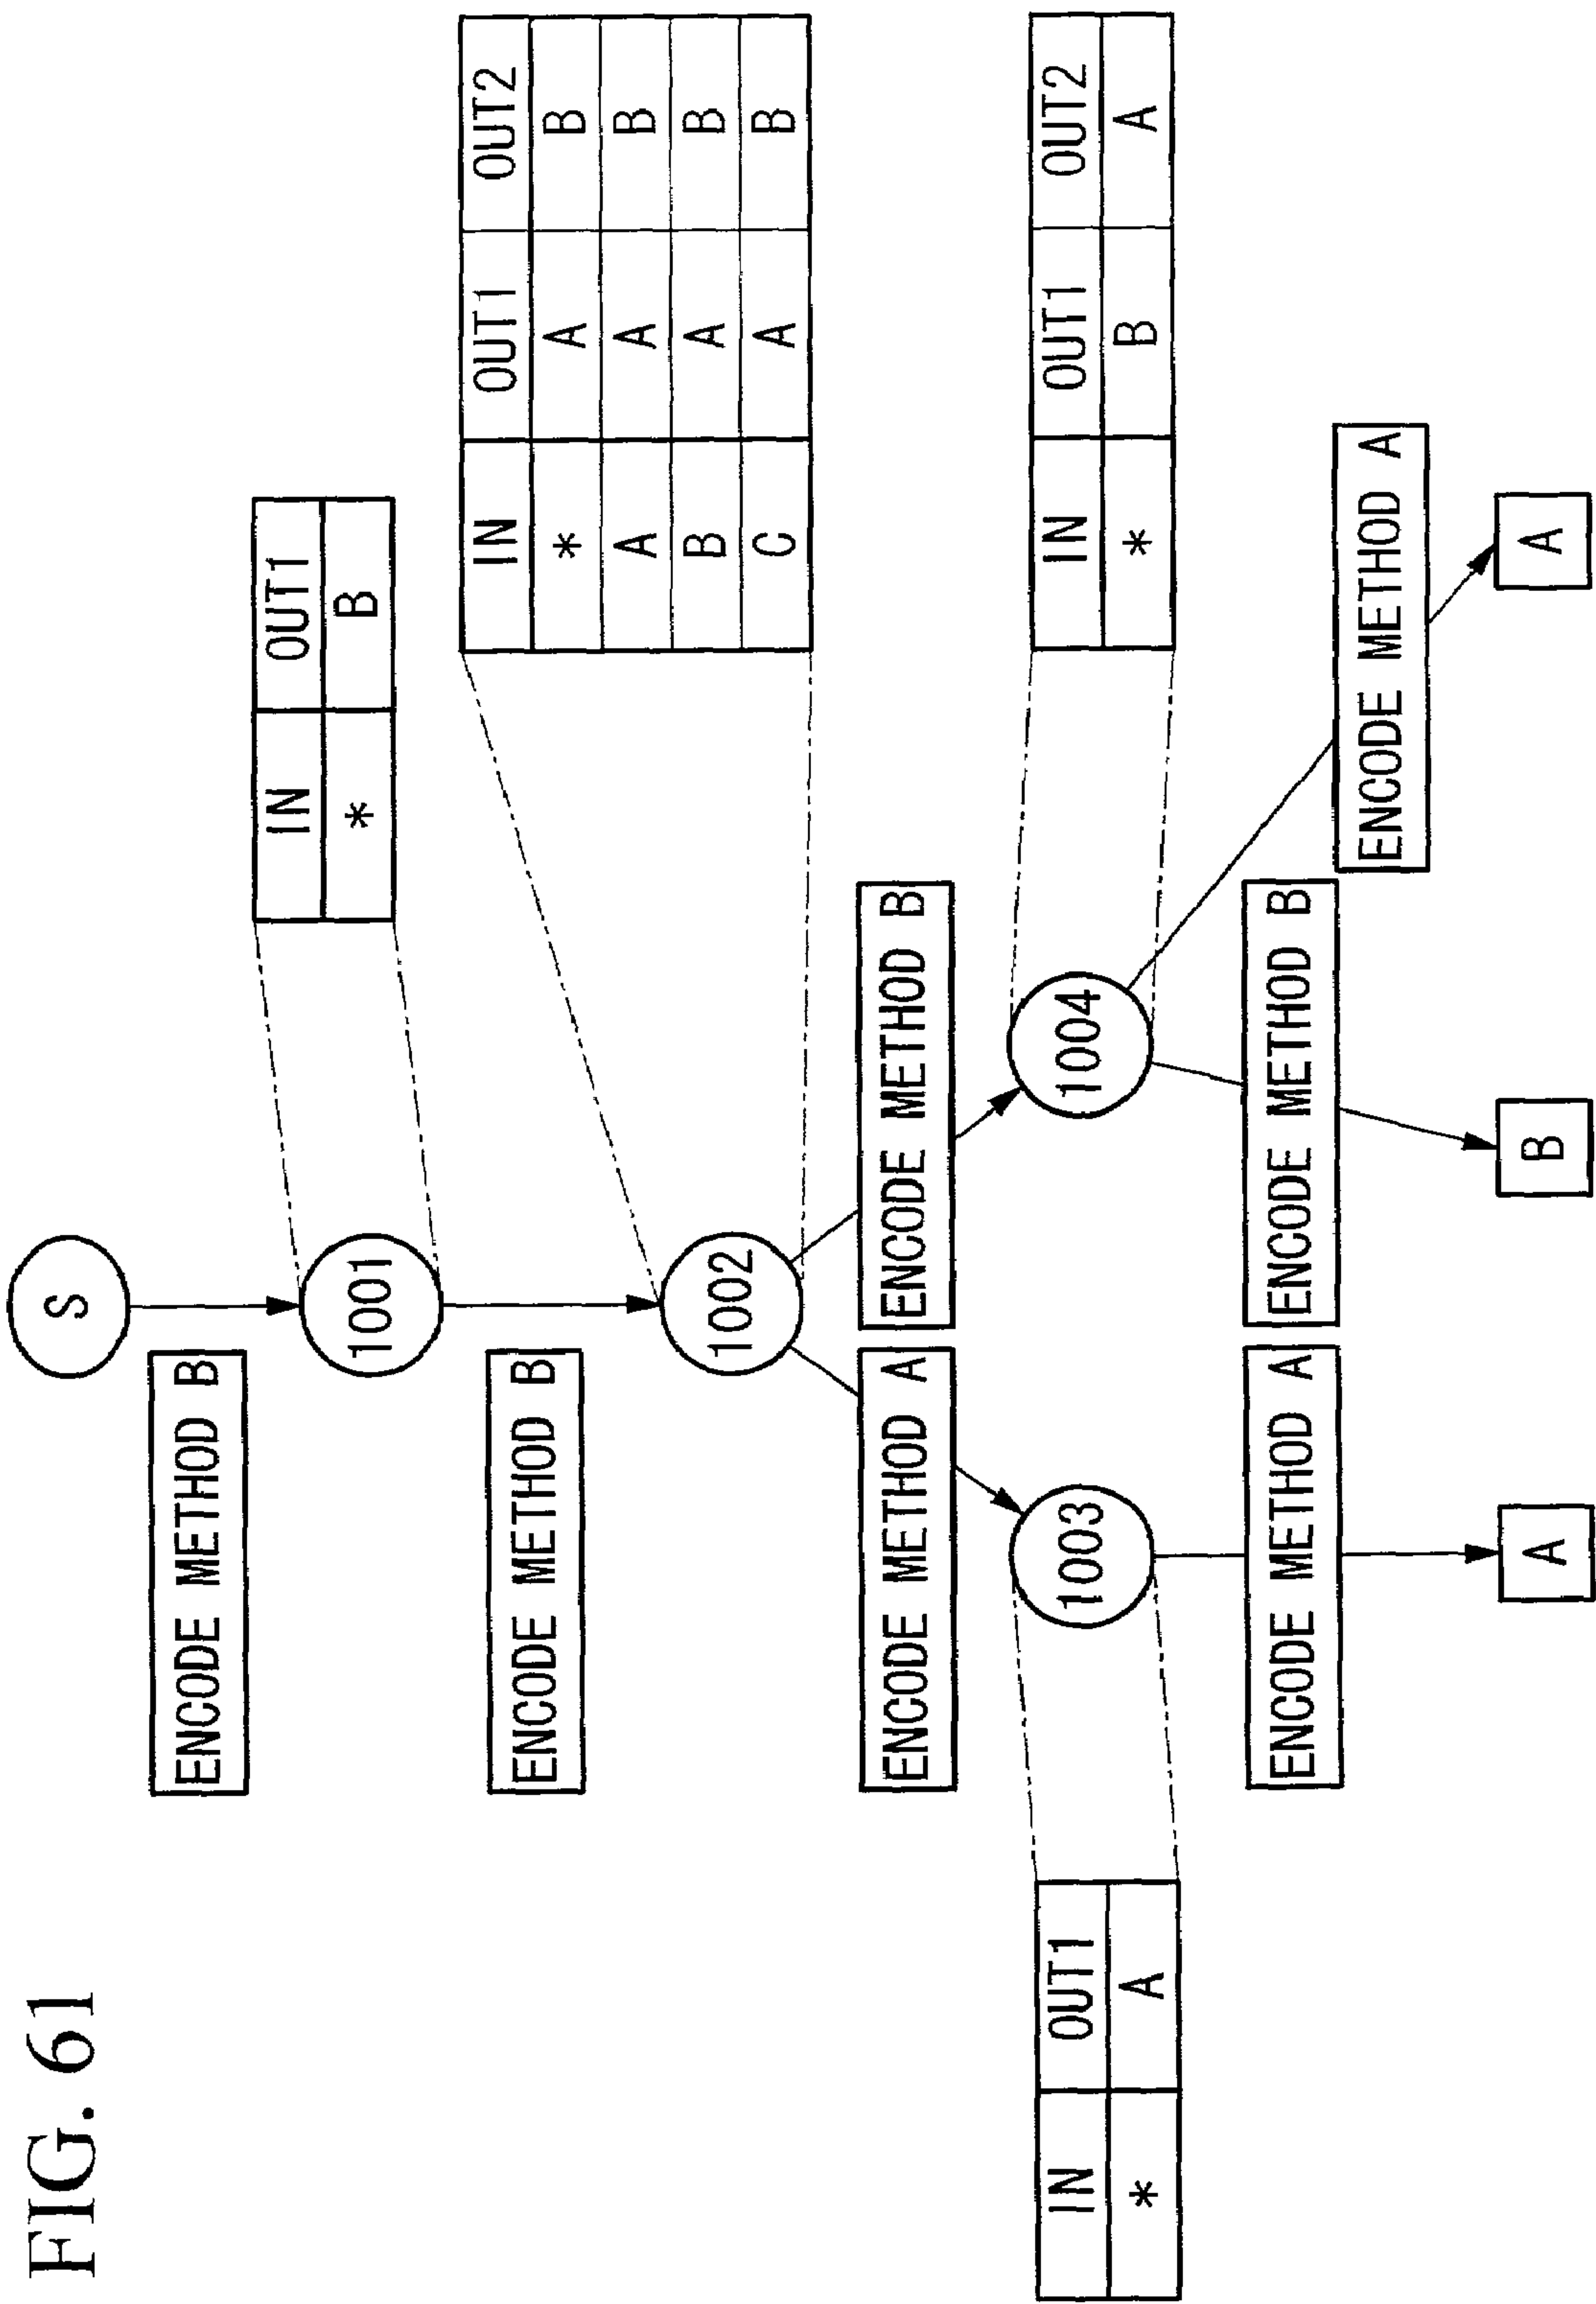 FIG. 61
S
ENCODE METHOD B
IN OUT1
* B
1001
ENCODE METHOD B
IN OUT1 OUT2
* A B
A A B
B A B
C A B
1002
ENCODE METHOD A
ENCODE METHOD B
IN OUT1
* A
1003
1004
IN OUT1 OUT2
* B A
ENCODE METHOD A
ENCODE METHOD B
ENCODE METHOD A
A
B
A